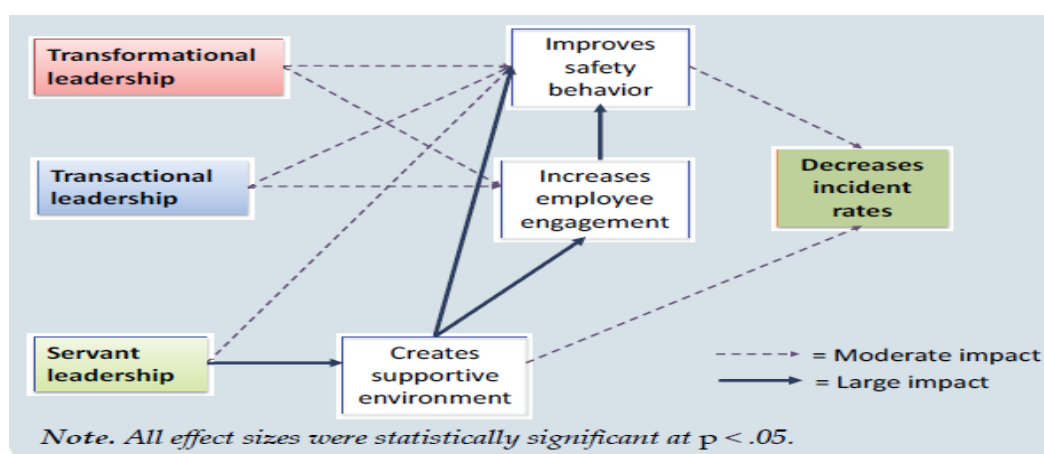 Transformational
leadership
Improves
safety
behavior
Transactional
leadership
Increases
employee
engagement
Decreases
incident
rates
Servant
leadership
Creates
supportive
environment
= Moderate impact
= Large impact
Note. All effect sizes were statistically significant at p < .05.